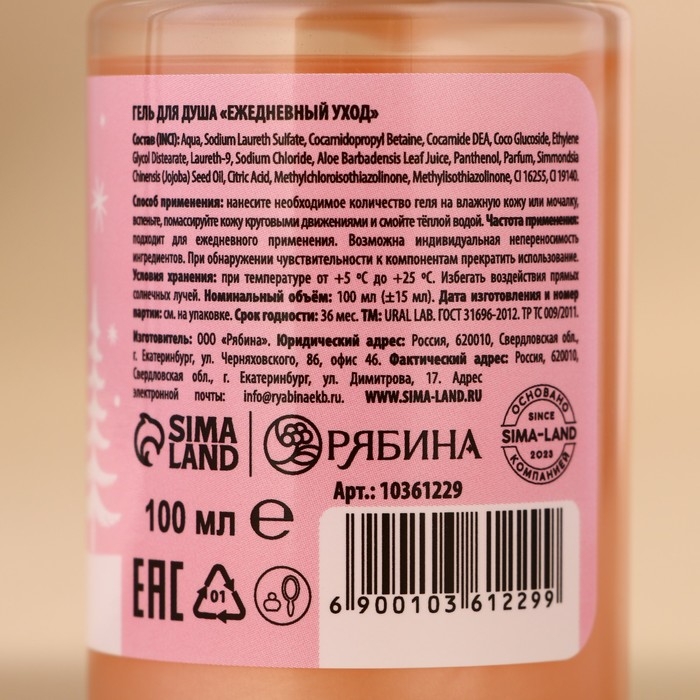 ГЕЛЬ ДЛЯ ДУША «ЕЖЕДНЕВНЫЙ УХОД»
Состав (INCI): Aqua, Sodium Laureth Sulfate, Cocamidopropyl Betaine, Cocamide DEA, Coco Glucoside, Ethylene
Glycol Distearate, Laureth-9, Sodium Chloride, Aloe Barbadensis Leaf Juice, Panthenol, Parfum, Simmondsia
Chinensis (Jojoba) Seed Oil, Citric Acid, Methylchloroisothiazolinone, Methylisothiazolinone, CI 16255, CI 19140.
Способ применения: нанесите необходимое количество геля на влажную кожу или мочалку,
вспеньте, помассируйте кожу круговыми движениями и смойте тёплой водой. Частота применения:
подходит для ежедневного применения. Возможна индивидуальная непереносимость
ингредиентов. При обнаружении чувствительности к компонентам прекратить использование.
Условия хранения: при температуре от +5 ºС до +25 ºС. Избегать воздействия прямых
солнечных лучей. Номинальный объём: 100 мл (±15 мл). Дата изготовления и номер
партии: см. на упаковке. Срок годности: 36 мес. ТМ: URAL LAB. ГОСТ 31696-2012. ТР ТС 009/2011.
Изготовитель: ООО «Рябина». Юридический адрес: Россия, 620010, Свердловская обл.,
г. Екатеринбург, ул. Черняховского, 86, офис 46. Фактический адрес: Россия, 620010,
Свердловская обл., г. Екатеринбург, ул. Димитрова, 17. Адрес
электронной почты: info@ryabinaekb.ru. WWW.SIMA-LAND.RU
SIMA
LAND
РЯБИНА
ОСНОВАНО
SINCE
SIMA-LAND
2023
КОМПАНИЕЙ
Арт.: 10361229
100 мл ℮
EAC
01
6 900103 612299